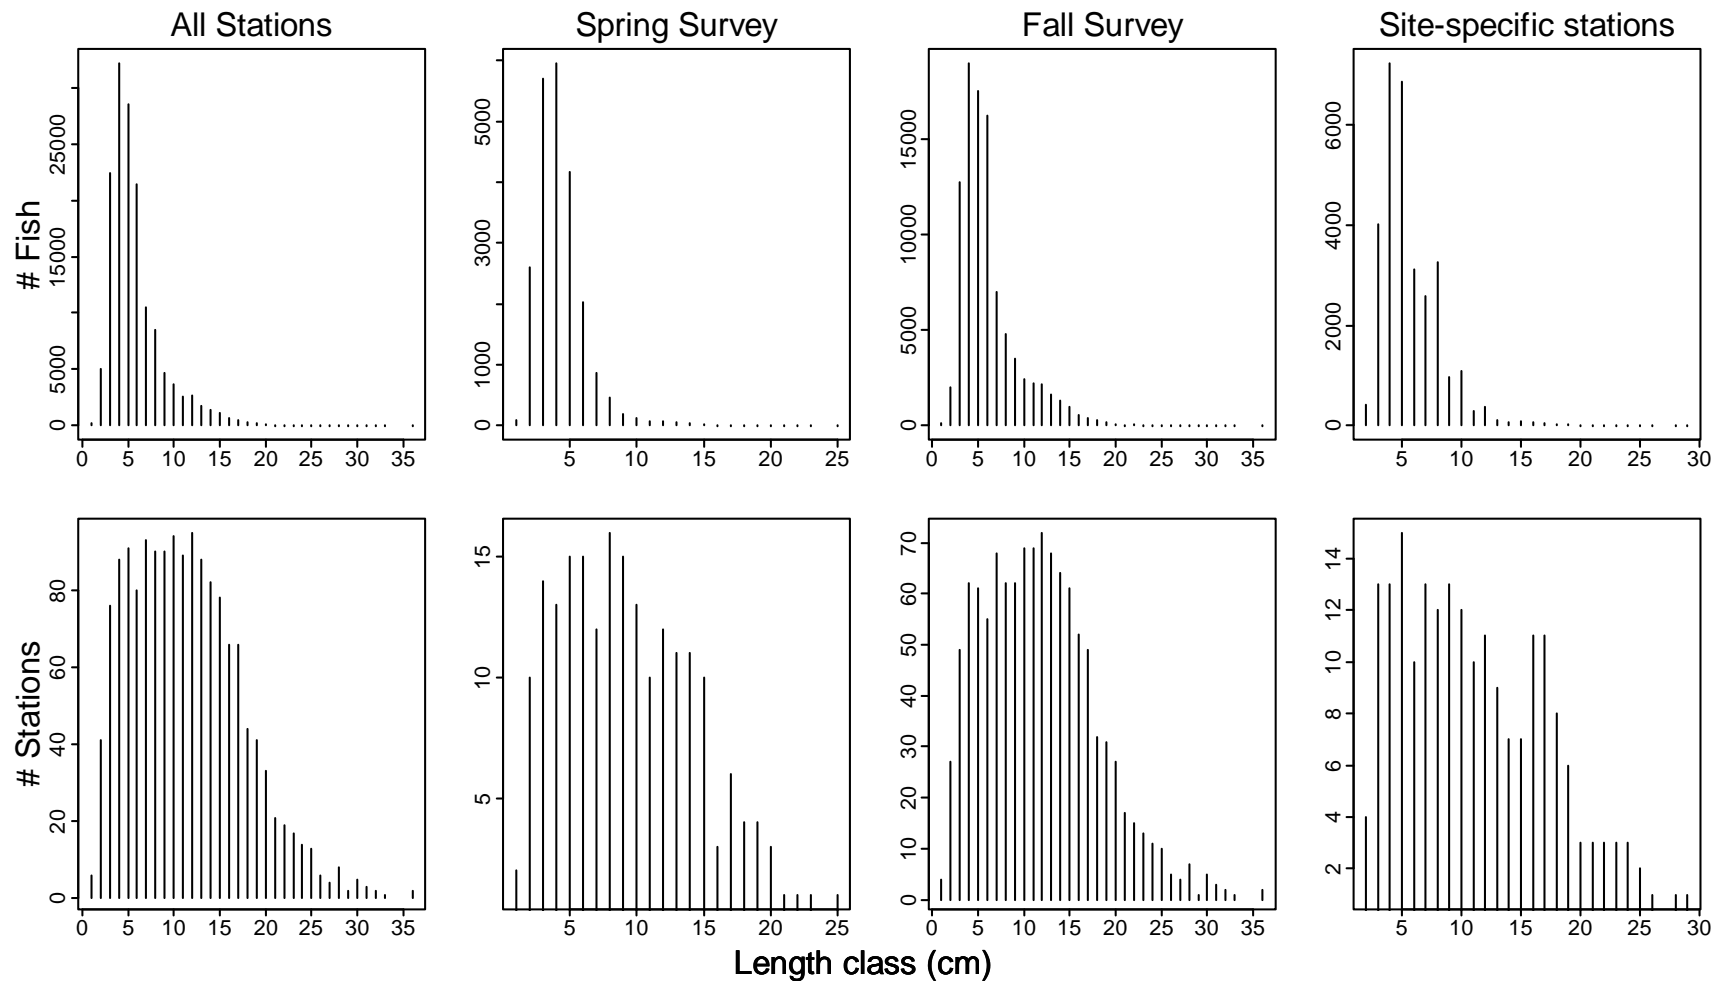 All Stations
Spring Survey
Fall Survey
Site-specific stations
# Fish
0 5000 15000 25000
0 5 10 15 20 25 30 35
0 1000 3000 5000
5 10 15 20 25
0 5000 10000 15000
0 5 10 15 20 25 30 35
0 2000 4000 6000
5 10 15 20 25 30
# Stations
0 20 40 60 80
0 5 10 15 20 25 30 35
5 10 15
5 10 15 20 25
0 10 20 30 40 50 60 70
0 5 10 15 20 25 30 35
2 4 6 8 10 12 14
5 10 15 20 25 30
Length class (cm)